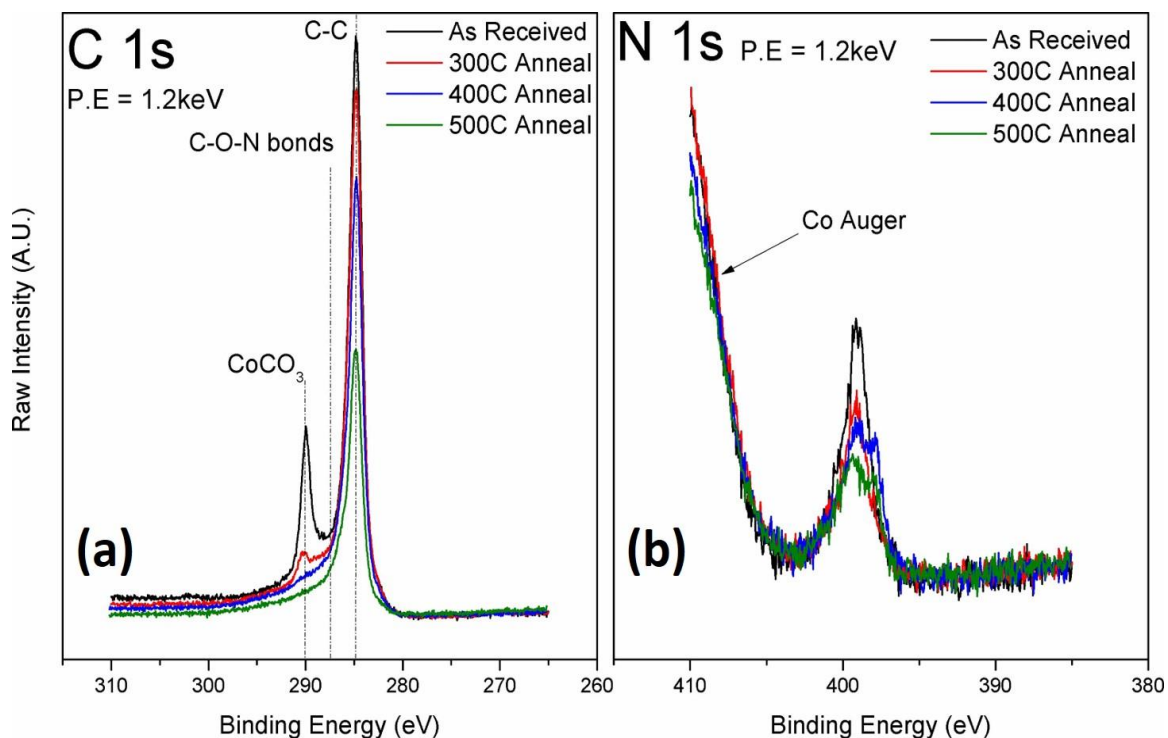 C 1s
P.E = 1.2keV
C-C
As Received
300C Anneal
400C Anneal
500C Anneal
C-O-N bonds
CoCO₃
(a)
Raw Intensity (A.U.)
310 300 290 280 270 260
Binding Energy (eV)
N 1s P.E = 1.2keV
As Received
300C Anneal
400C Anneal
500C Anneal
Co Auger
(b)
410 400 390 380
Binding Energy (eV)